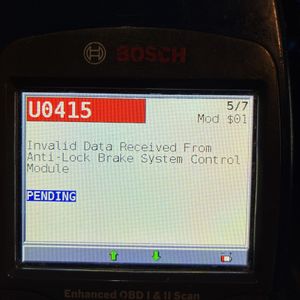 BOSCH
U0415
5/7
Mod $01
Invalid Data Received From
Anti-Lock Brake System Control
Module
PENDING
Enhanced OBD I & II Scan